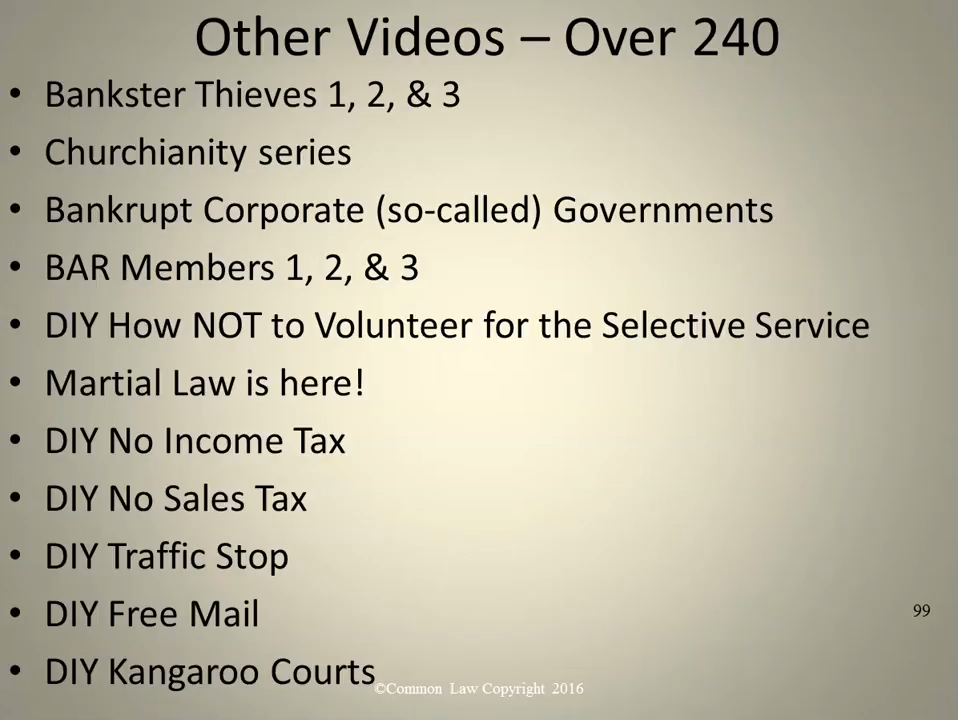 Other Videos – Over 240
• Bankster Thieves 1, 2, & 3
• Churchianity series
• Bankrupt Corporate (so-called) Governments
• BAR Members 1, 2, & 3
• DIY How NOT to Volunteer for the Selective Service
• Martial Law is here!
• DIY No Income Tax
• DIY No Sales Tax
• DIY Traffic Stop
• DIY Free Mail
99
• DIY Kangaroo Courts
©Common Law Copyright 2016